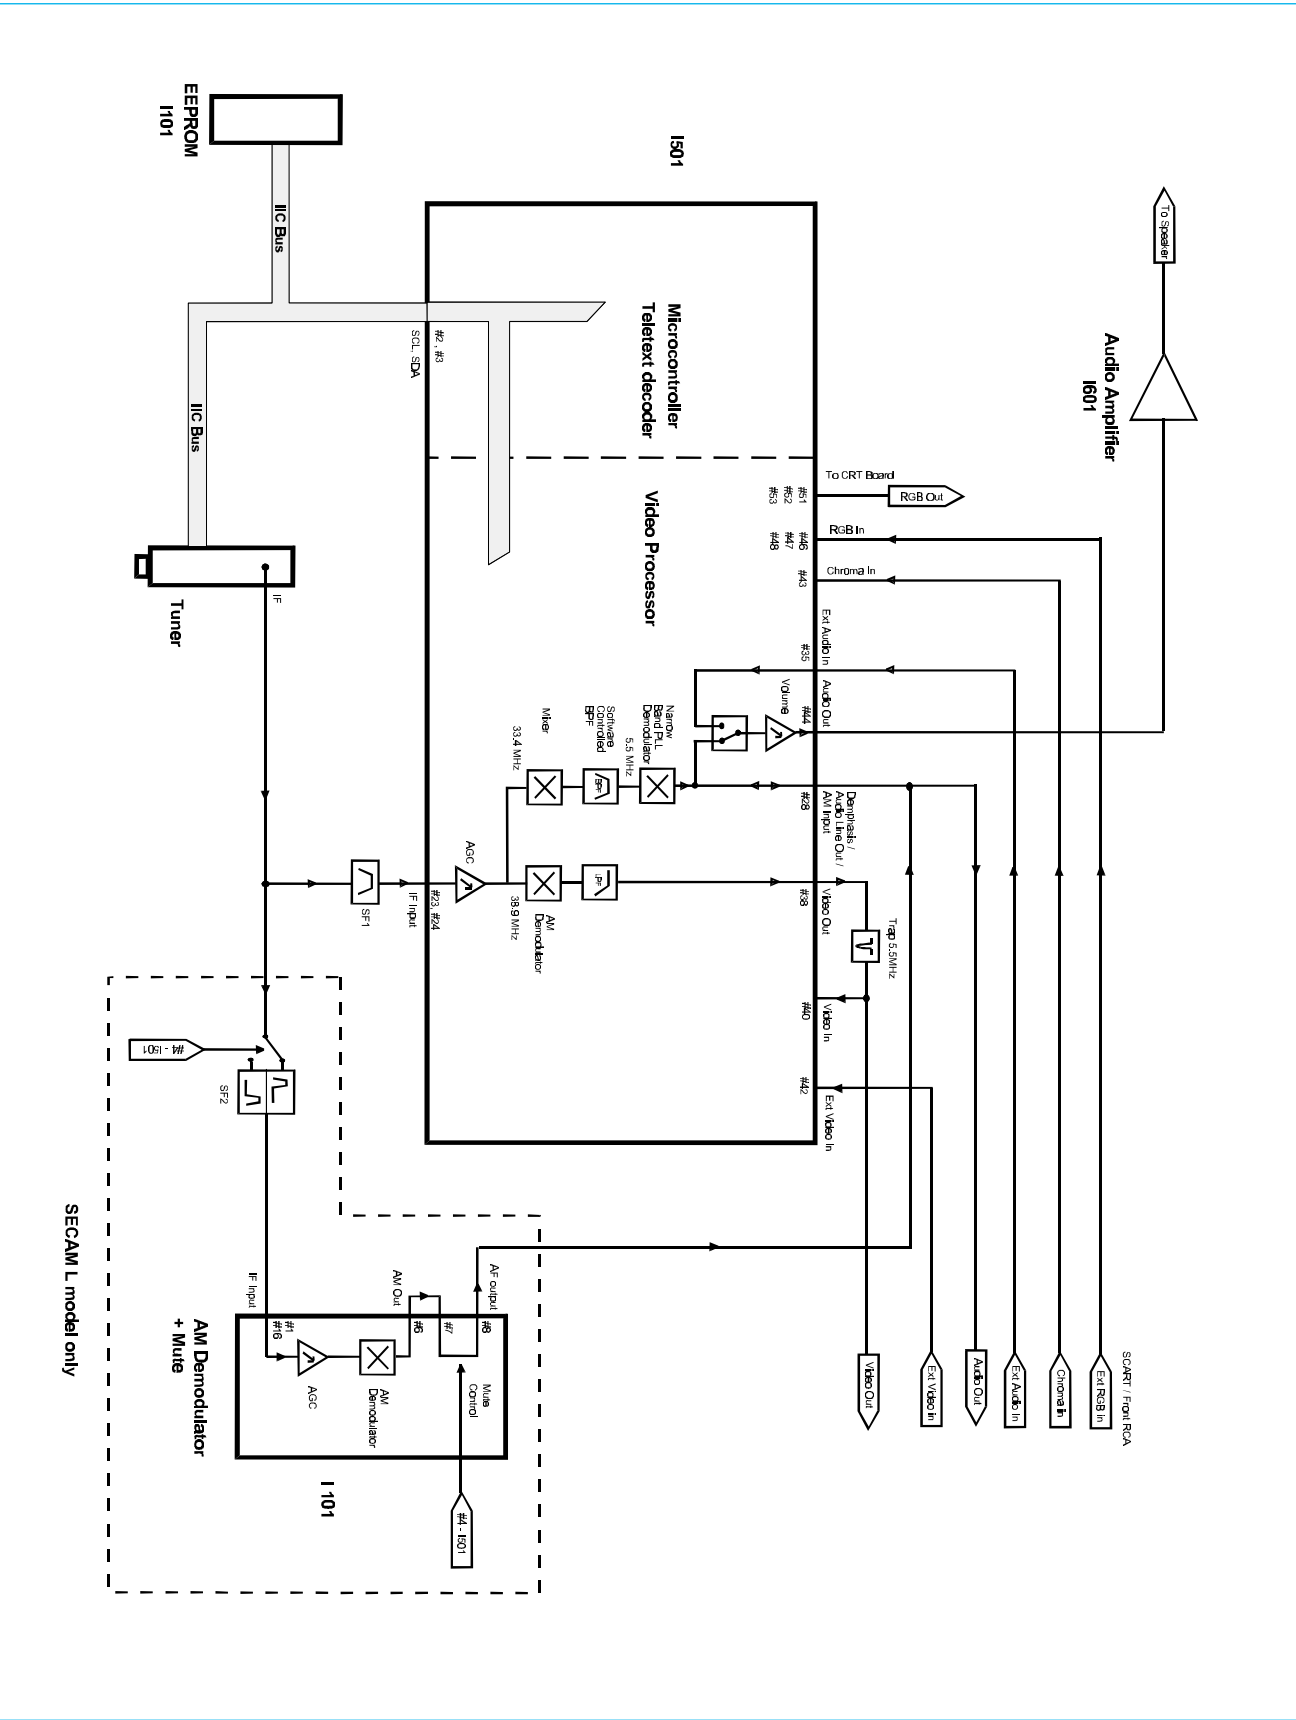 EEPROM
I101
IIC Bus
IIC Bus
SCL, SDA
#2 , #3
I501
Microcontroller
Teletext decoder
Video Processor
To Speaker
Audio Amplifier
I601
To CRT Board
RGB Out
#51
#52
#53
RGB In
#46
#47
#48
Chroma In
#43
Ext Audio In
#35
Audio Out
#44
Volume
Narrow
Band PLL
Demodulator
5.5 MHz
Software
Controlled
BPF
BPF
Mixer
33.4 MHz
Demphasis /
Audio Line Out /
AM Input
#28
Tuner
IF
SF1
IF Input
#23, #24
AGC
38.9 MHz
AM
Demodulator
LPF
Video Out
#38
Trap 5.5MHz
Video In
#40
Ext Video In
#42
#4 - I501
SF2
SECAM L model only
IF Input
#1
#16
AM Demodulator
+ Mute
AGC
AM
Demodulator
AM Out
#6
#7
AF output
#8
Mute
Control
I 101
#4 - I501
Video Out
Ext Video in
Audio Out
Ext Audio In
Chroma in
Ext RGB in
SCART / Front RCA